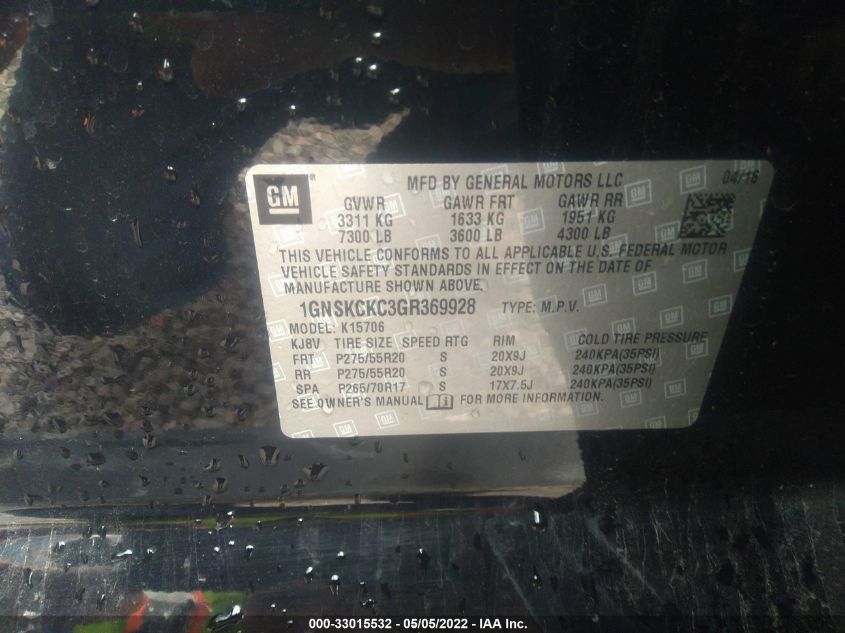 GM
MFD BY GENERAL MOTORS LLC 04/16
GVWR GAWR FRT GAWR RR
3311 KG 1633 KG 1951 KG
7300 LB 3600 LB 4300 LB
THIS VEHICLE CONFORMS TO ALL APPLICABLE U.S. FEDERAL MOTOR
VEHICLE SAFETY STANDARDS IN EFFECT ON THE DATE OF
MANUFACTURE SHOWN ABOVE.
1GNSKCKC3GR369928 TYPE: M.P.V.
MODEL: K15706
KJ8V TIRE SIZE SPEED RTG RIM COLD TIRE PRESSURE
FRT P275/55R20 S 20X9J 240KPA(35PSI)
RR P275/55R20 S 20X9J 240KPA(35PSI)
SPA P265/70R17 S 17X7.5J 240KPA(35PSI)
SEE OWNER'S MANUAL FOR MORE INFORMATION.
000-33015532 - 05/05/2022 - IAA Inc.